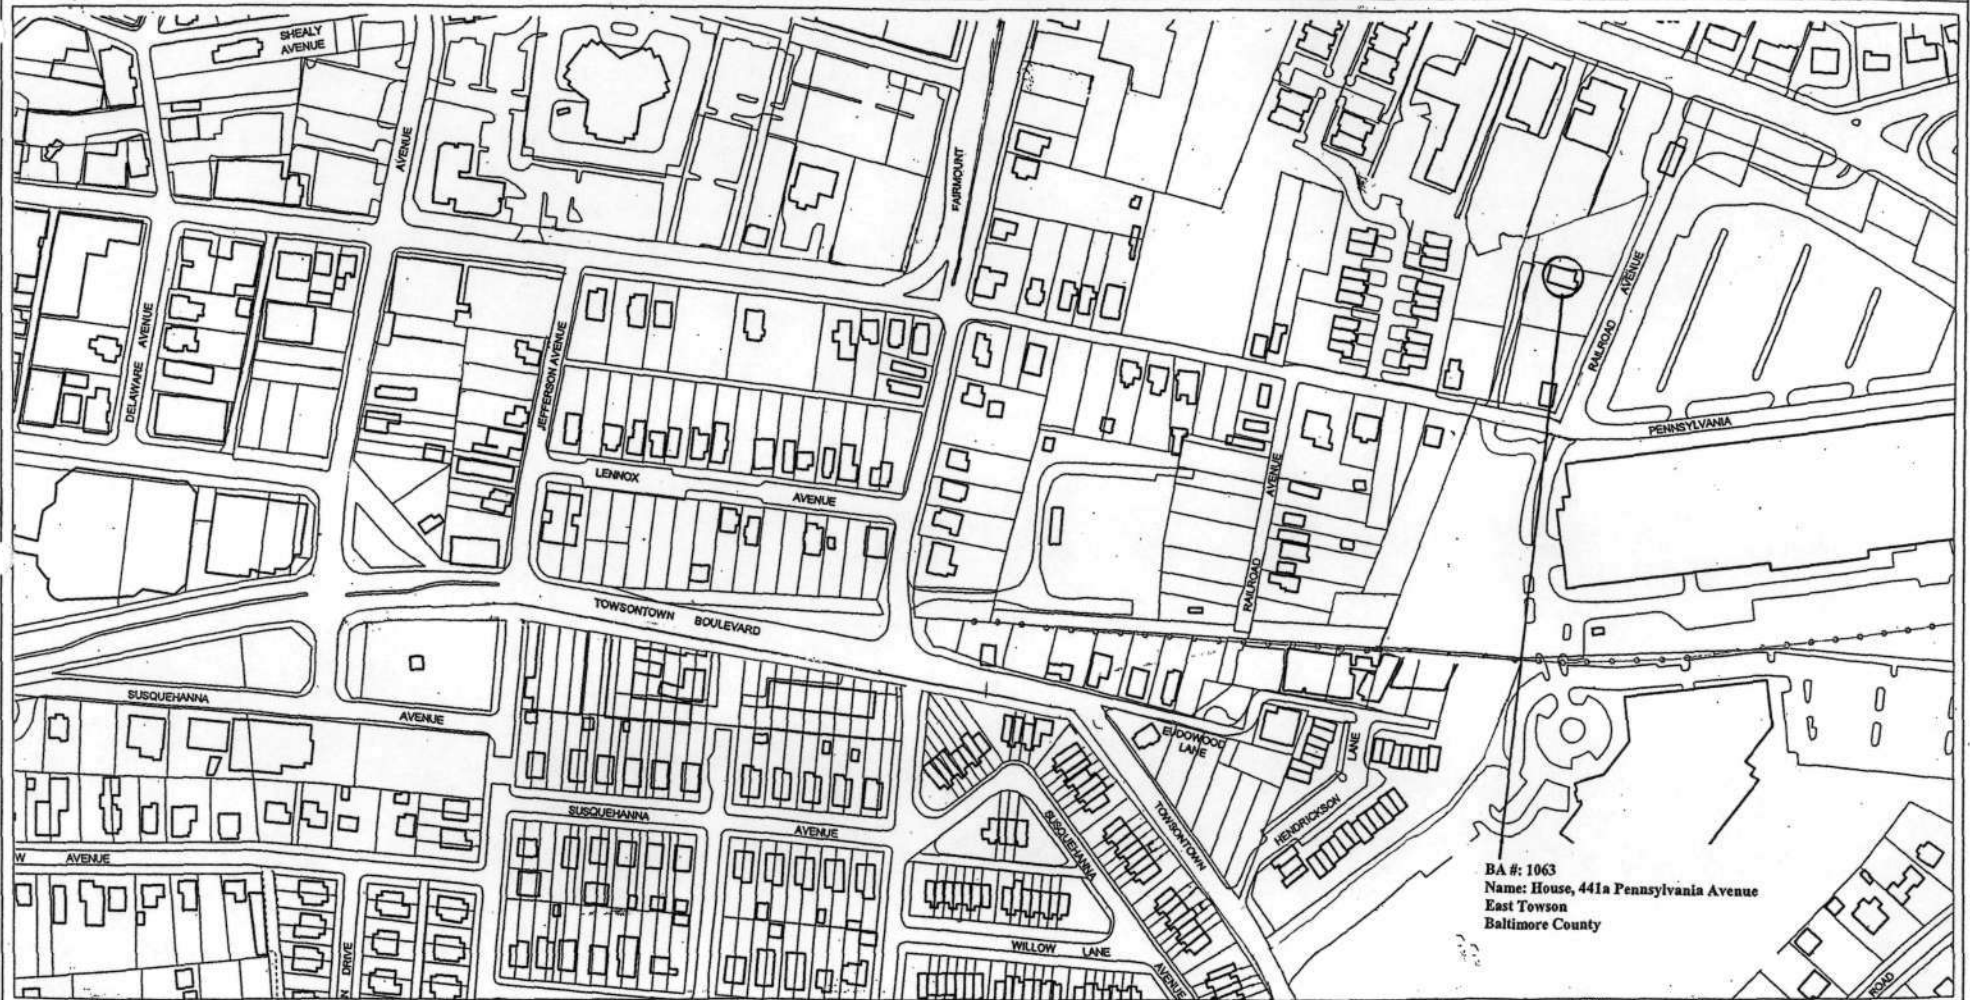 SHEALY
AVENUE
AVENUE
FAIRMOUNT
DELAWARE AVENUE
JEFFERSON AVENUE
RAILROAD AVENUE
PENNSYLVANIA
LENNOX AVENUE
RAILROAD AVENUE
TOWSONTOWN BOULEVARD
SUSQUEHANNA AVENUE
EUDOWOOD
LANE
LANE
HENDRICKSON
TOWSONTOWN
SUSQUEHANNA AVENUE
SUSQUEHANNA
AVENUE
W AVENUE
WILLOW LANE
DRIVE
ROAD
BA #: 1063
Name: House, 441a Pennsylvania Avenue
East Towson
Baltimore County